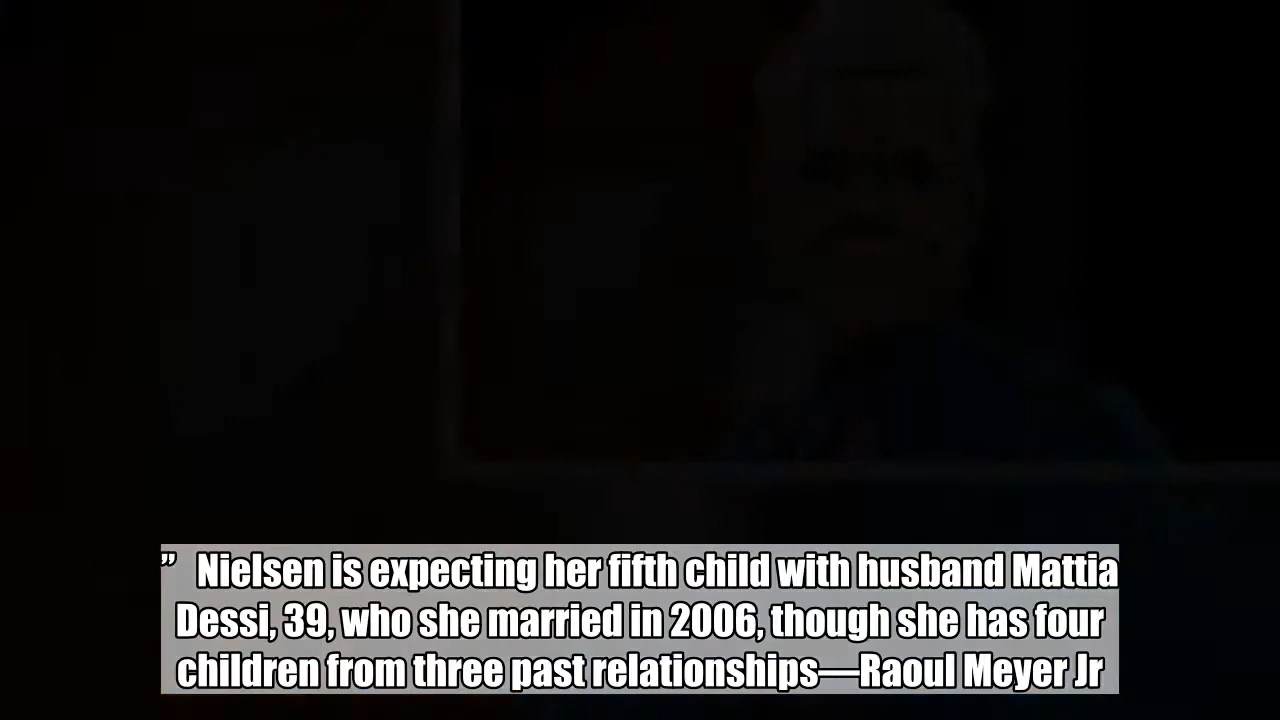 ” Nielsen is expecting her fifth child with husband Mattia
Dessi, 39, who she married in 2006, though she has four
children from three past relationships—Raoul Meyer Jr